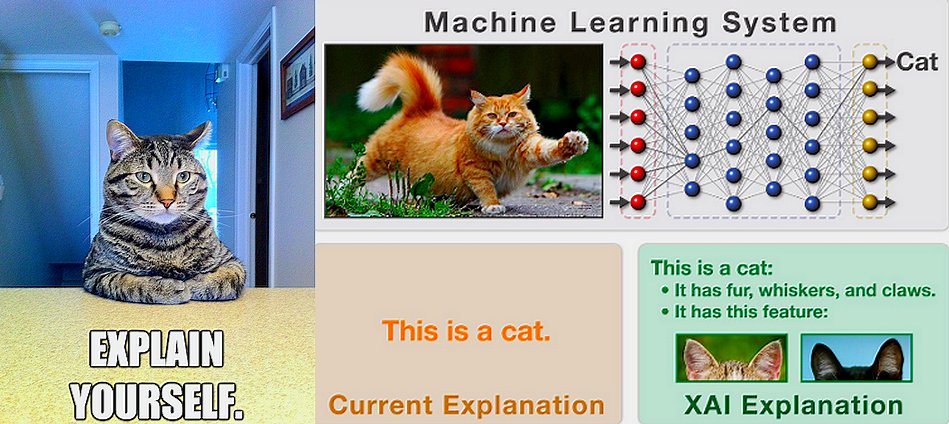 EXPLAIN
YOURSELF.
Machine Learning System
Cat
This is a cat.
Current Explanation
This is a cat:
• It has fur, whiskers, and claws.
• It has this feature:
XAI Explanation